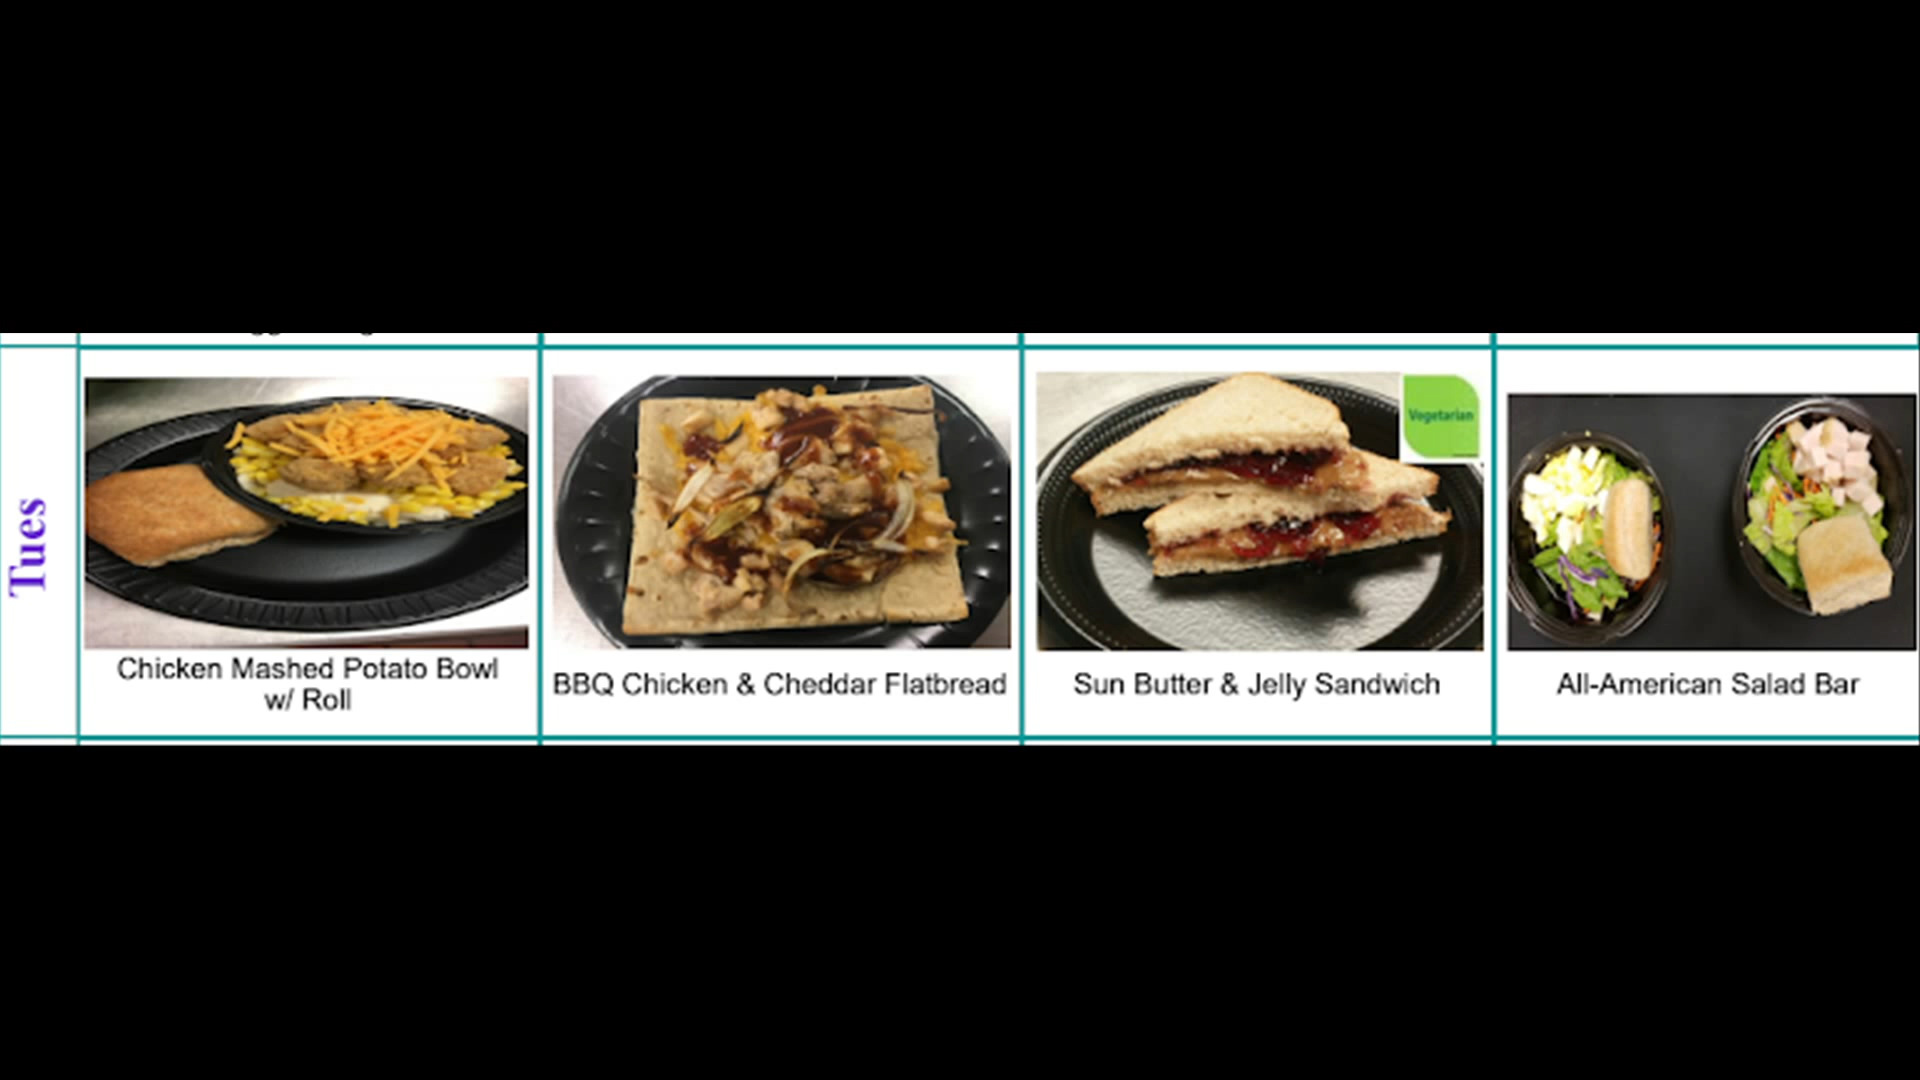 Tues
Chicken Mashed Potato Bowl
w/ Roll
BBQ Chicken & Cheddar Flatbread
Vegetarian
Sun Butter & Jelly Sandwich
All-American Salad Bar